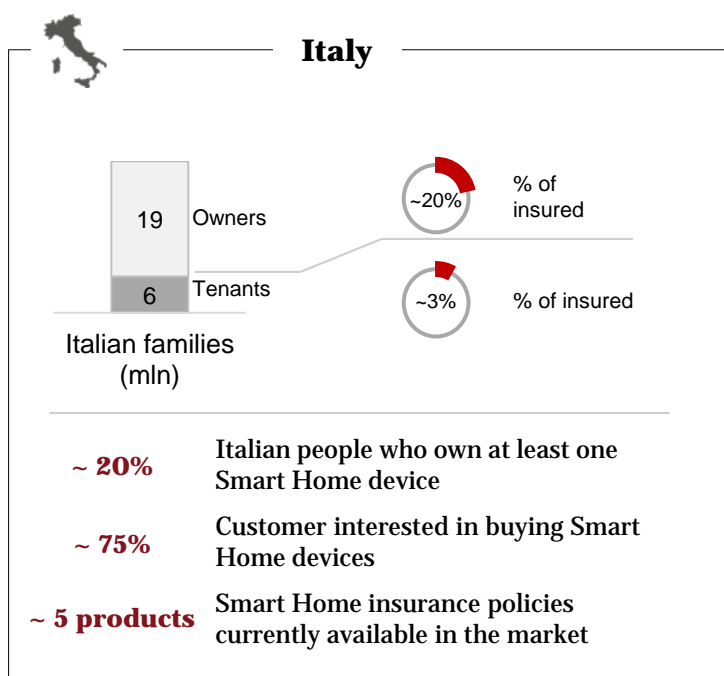 Italy
19
Owners
6
Tenants
Italian families
(mln)
~20%
% of
insured
~3%
% of insured
~ 20%
Italian people who own at least one
Smart Home device
~ 75%
Customer interested in buying Smart
Home devices
~ 5 products
Smart Home insurance policies
currently available in the market